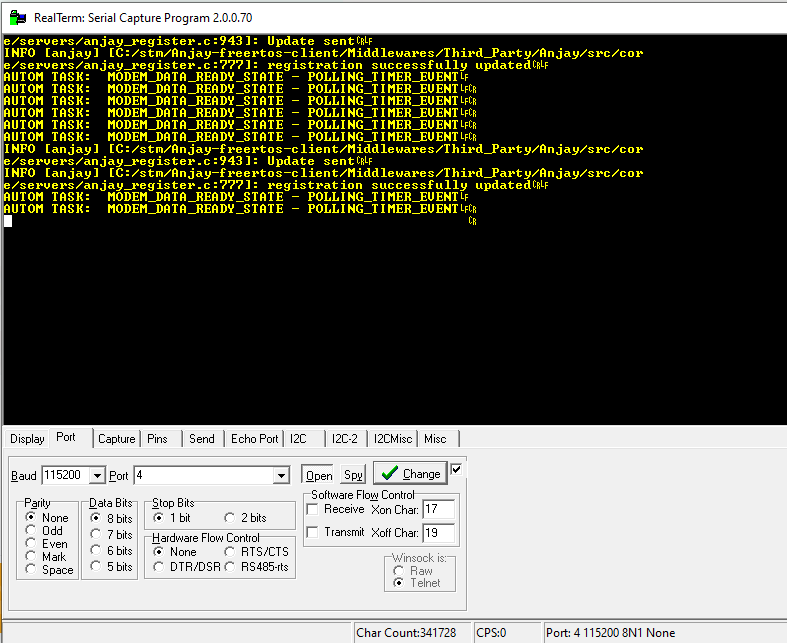 RealTerm: Serial Capture Program 2.0.0.70
e/servers/anjay_register.c:943]: Update sentCRLF
INFO [anjay] [C:/stm/Anjay-freertos-client/Middlewares/Third_Party/Anjay/src/cor
e/servers/anjay_register.c:777]: registration successfully updatedCRLF
AUTOM TASK:  MODEM_DATA_READY_STATE - POLLING_TIMER_EVENTLF
AUTOM TASK:  MODEM_DATA_READY_STATE - POLLING_TIMER_EVENTLFCR
AUTOM TASK:  MODEM_DATA_READY_STATE - POLLING_TIMER_EVENTLFCR
AUTOM TASK:  MODEM_DATA_READY_STATE - POLLING_TIMER_EVENTLFCR
AUTOM TASK:  MODEM_DATA_READY_STATE - POLLING_TIMER_EVENTLFCR
AUTOM TASK:  MODEM_DATA_READY_STATE - POLLING_TIMER_EVENTLFCR
INFO [anjay] [C:/stm/Anjay-freertos-client/Middlewares/Third_Party/Anjay/src/cor
e/servers/anjay_register.c:943]: Update sentCRLF
INFO [anjay] [C:/stm/Anjay-freertos-client/Middlewares/Third_Party/Anjay/src/cor
e/servers/anjay_register.c:777]: registration successfully updatedCRLF
AUTOM TASK:  MODEM_DATA_READY_STATE - POLLING_TIMER_EVENTLF
AUTOM TASK:  MODEM_DATA_READY_STATE - POLLING_TIMER_EVENTLFCR
CR
Display Port Capture Pins Send Echo Port I2C I2C-2 I2CMisc Misc
Baud 115200 Port 4 Open Spy Change
Parity
None
Odd
Even
Mark
Space
Data Bits
8 bits
7 bits
6 bits
5 bits
Stop Bits
1 bit 2 bits
Hardware Flow Control
None RTS/CTS
DTR/DSR RS485-rts
Software Flow Control
Receive Xon Char: 17
Transmit Xoff Char: 19
Winsock is:
Raw
Telnet
Char Count:341728 CPS:0 Port: 4 115200 8N1 None